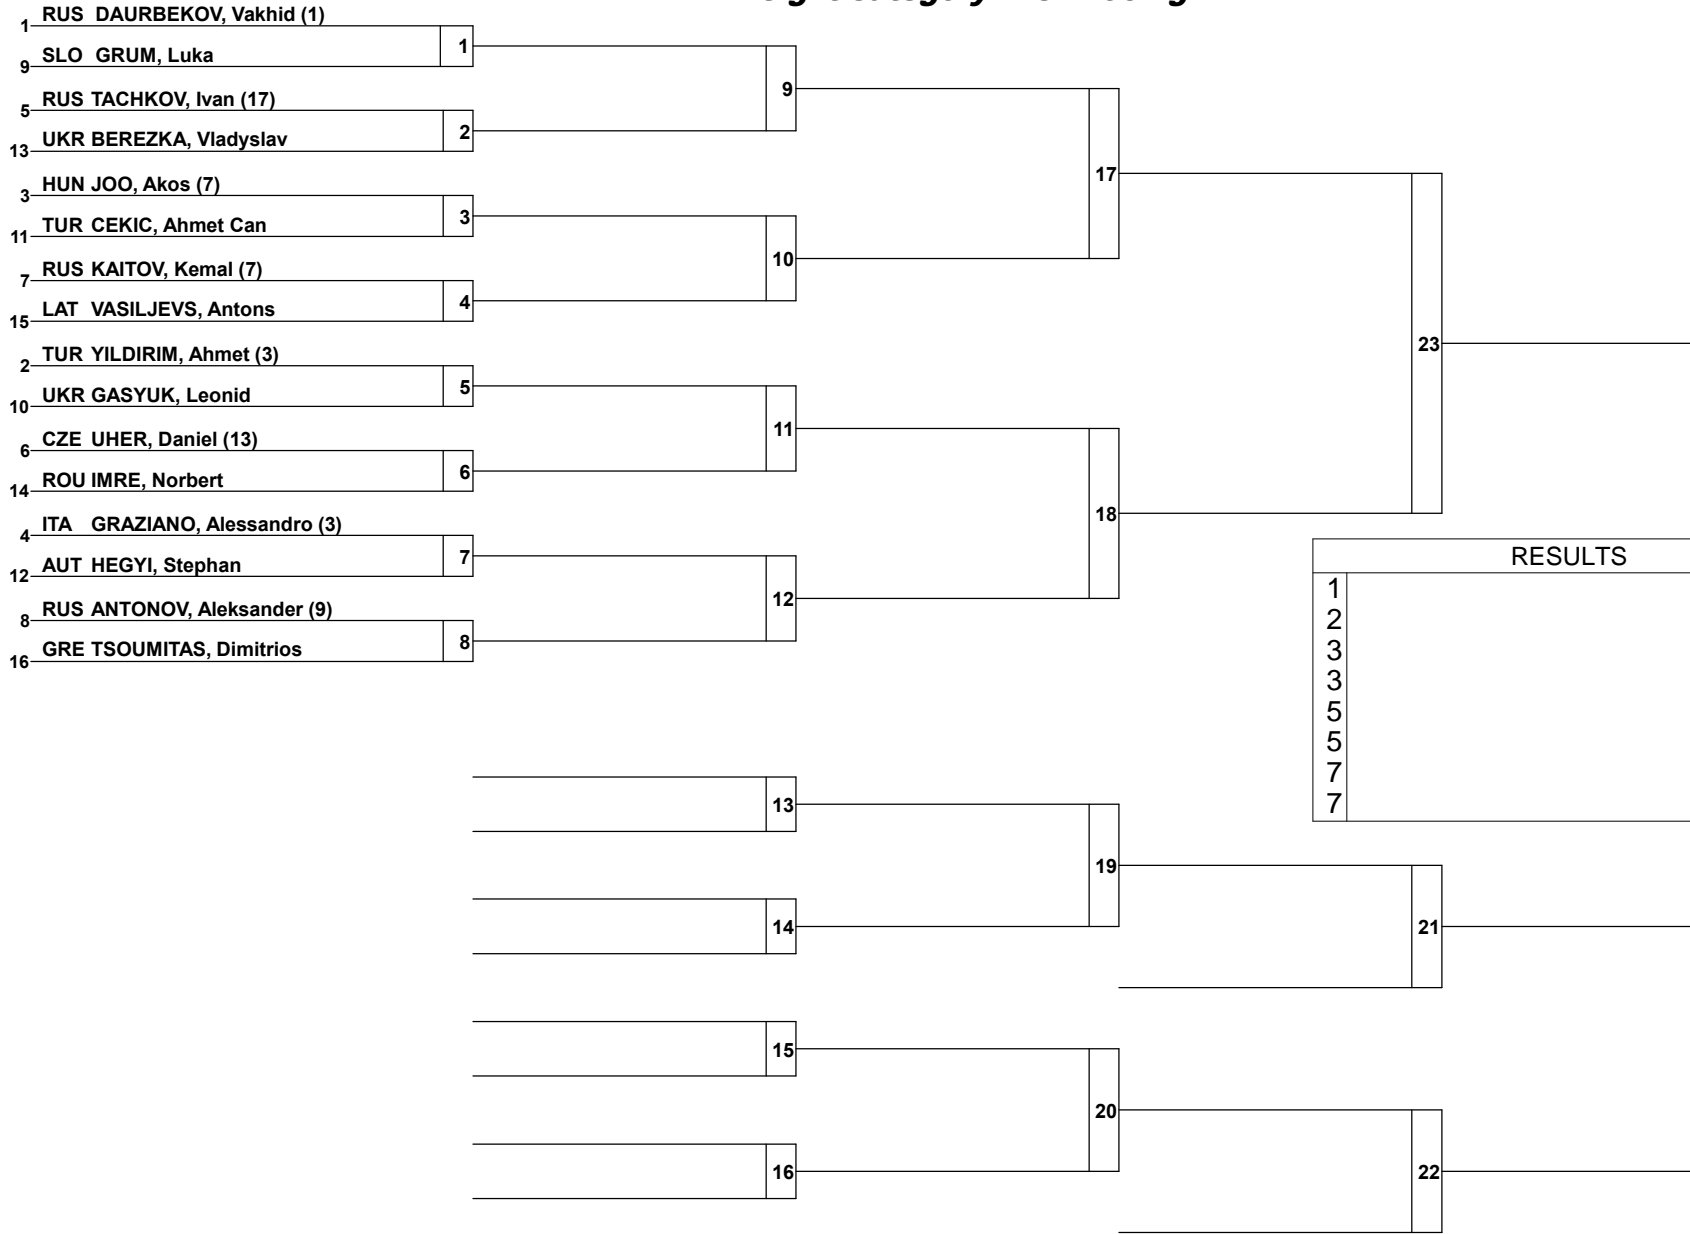 1 RUS DAURBEKOV, Vakhid (1)
9 SLO GRUM, Luka
1
5 RUS TACHKOV, Ivan (17)
13 UKR BEREZKA, Vladyslav
2
9
3 HUN JOO, Akos (7)
11 TUR CEKIC, Ahmet Can
3
7 RUS KAITOV, Kemal (7)
15 LAT VASILJEVS, Antons
4
10
17
2 TUR YILDIRIM, Ahmet (3)
10 UKR GASYUK, Leonid
5
6 CZE UHER, Daniel (13)
14 ROU IMRE, Norbert
6
11
4 ITA GRAZIANO, Alessandro (3)
12 AUT HEGYI, Stephan
7
8 RUS ANTONOV, Aleksander (9)
16 GRE TSOUMITAS, Dimitrios
8
12
18
23
RESULTS
1
2
3
3
5
5
7
7
13
14
19
21
15
16
20
22